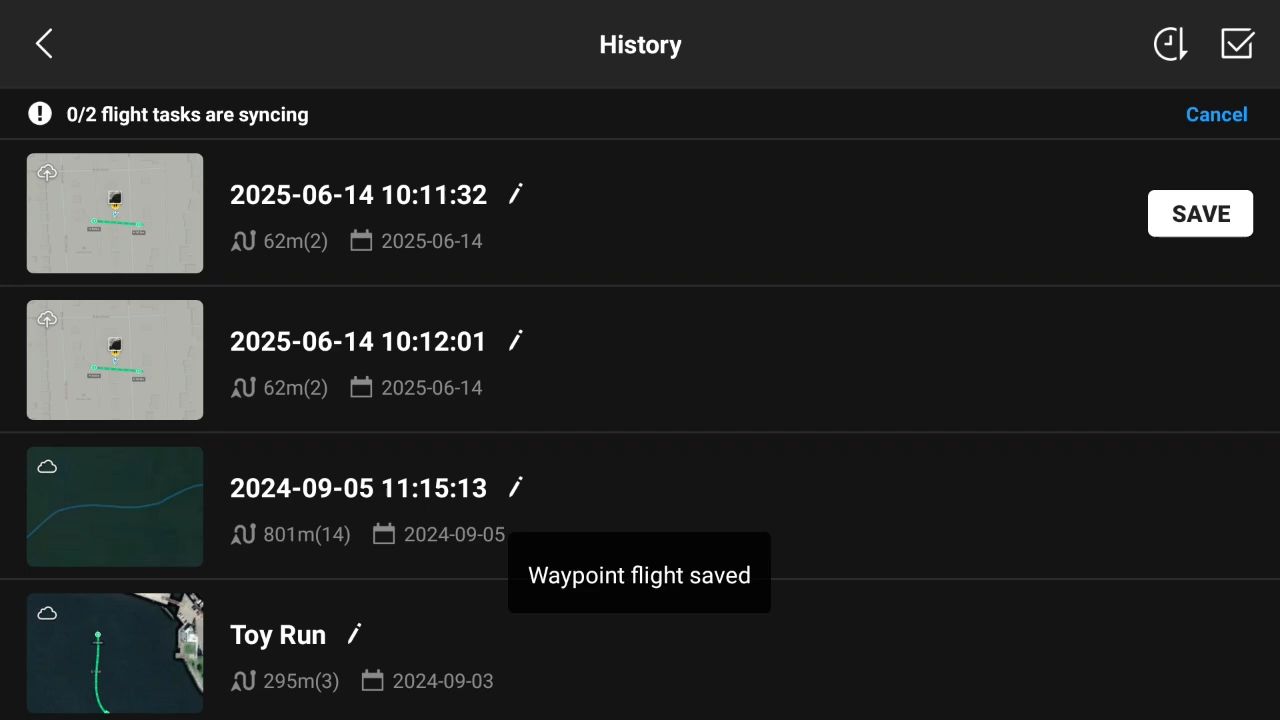 History
0/2 flight tasks are syncing
Cancel
2025-06-14 10:11:32
62m(2) 2025-06-14
SAVE
2025-06-14 10:12:01
62m(2) 2025-06-14
2024-09-05 11:15:13
801m(14) 2024-09-05
Waypoint flight saved
Toy Run
295m(3) 2024-09-03